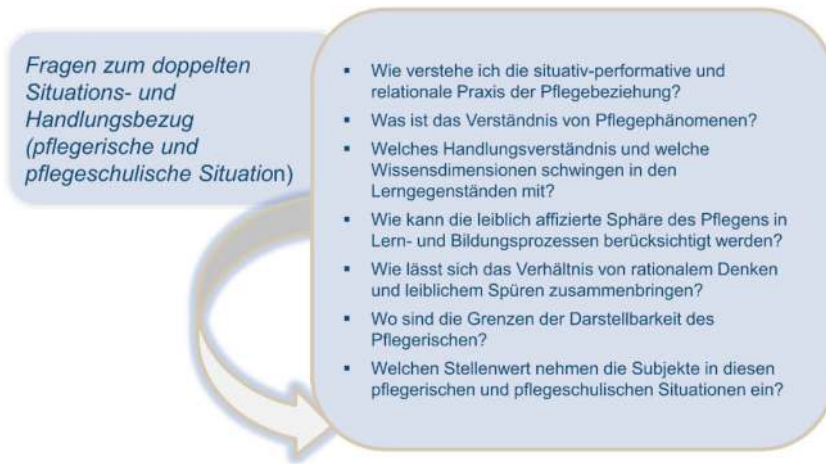 Fragen zum doppelten
Situations- und
Handlungsbezug
(pflegerische und
pflegeschulische Situation)
▪ Wie verstehe ich die situativ-performative und
relationale Praxis der Pflegebeziehung?
▪ Was ist das Verständnis von Pflegephänomenen?
▪ Welches Handlungsverständnis und welche
Wissensdimensionen schwingen in den
Lerngegenständen mit?
▪ Wie kann die leiblich affizierte Sphäre des Pflegens in
Lern- und Bildungsprozessen berücksichtigt werden?
▪ Wie lässt sich das Verhältnis von rationalem Denken
und leiblichem Spüren zusammenbringen?
▪ Wo sind die Grenzen der Darstellbarkeit des
Pflegerischen?
▪ Welchen Stellenwert nehmen die Subjekte in diesen
pflegerischen und pflegeschulischen Situationen ein?